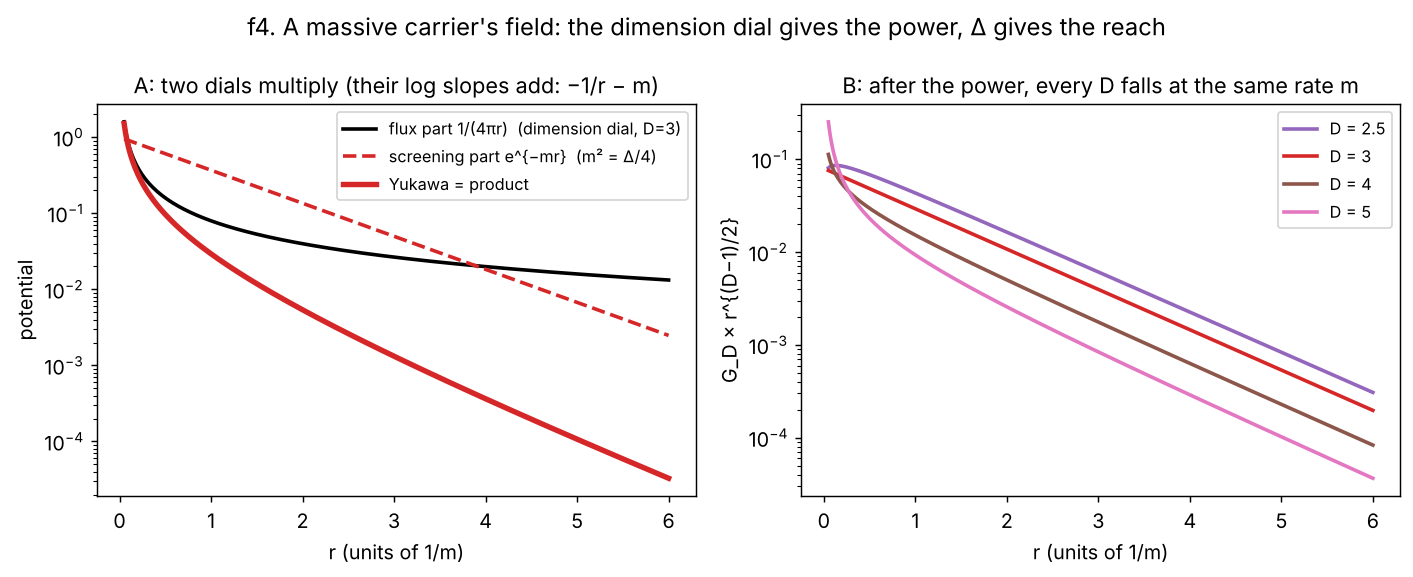 f4. A massive carrier's field: the dimension dial gives the power, Δ gives the reach
A: two dials multiply (their log slopes add: −1/r − m)
potential
10⁰
10⁻¹
10⁻²
10⁻³
10⁻⁴
flux part 1/(4πr)  (dimension dial, D=3)
screening part e^{−mr}  (m² = Δ/4)
Yukawa = product
0 1 2 3 4 5 6
r (units of 1/m)
B: after the power, every D falls at the same rate m
G_D × r^{(D−1)/2}
10⁻¹
10⁻²
10⁻³
10⁻⁴
D = 2.5
D = 3
D = 4
D = 5
0 1 2 3 4 5 6
r (units of 1/m)